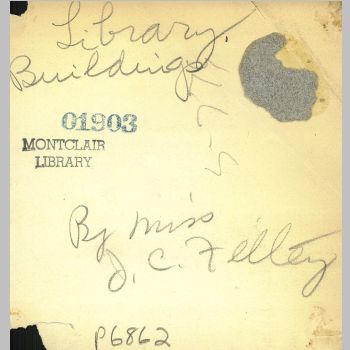 Library
Buildings
01903
MONTCLAIR
LIBRARY
By Miss
J. C. Felley
P6862